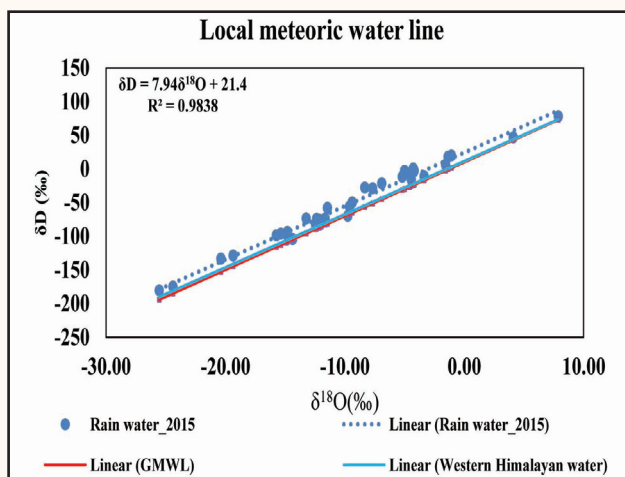 Local meteoric water line
δD = 7.94δ¹⁸O + 21.4
R² = 0.9838
150
100
50
0
-50
-100
-150
-200
-250
δD (‰)
-30.00 -20.00 -10.00 0.00 10.00
δ¹⁸O(‰)
Rain water_2015 Linear (Rain water_2015)
Linear (GMWL) Linear (Western Himalayan water)